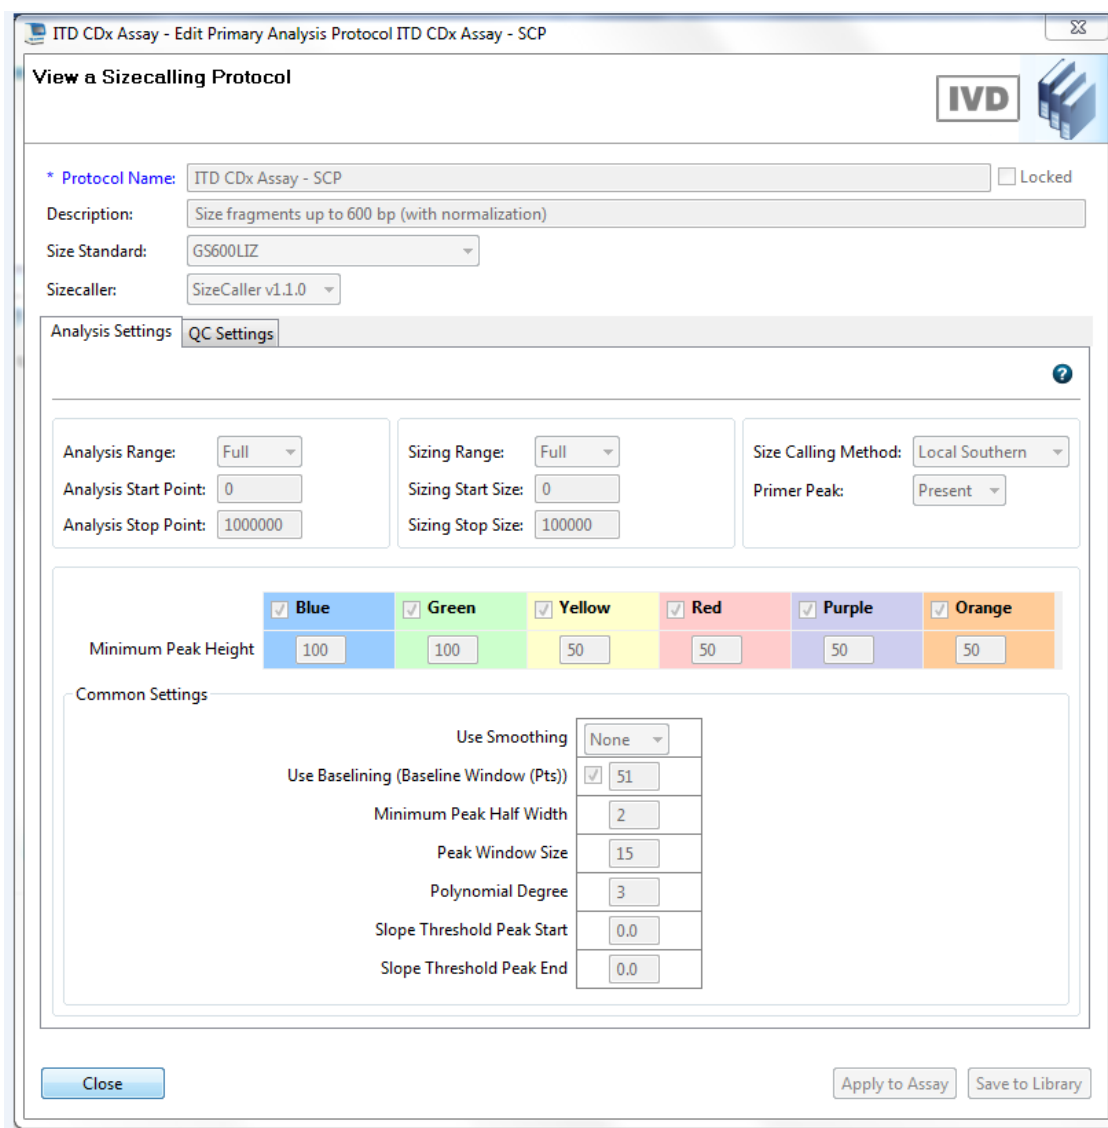 ITD CDx Assay - Edit Primary Analysis Protocol ITD CDx Assay - SCP
View a Sizecalling Protocol
IVD
* Protocol Name: ITD CDx Assay - SCP Locked
Description: Size fragments up to 600 bp (with normalization)
Size Standard: GS600LIZ
Sizecaller: SizeCaller v1.1.0
Analysis Settings QC Settings
?
Analysis Range: Full Sizing Range: Full Size Calling Method: Local Southern
Analysis Start Point: 0 Sizing Start Size: 0 Primer Peak: Present
Analysis Stop Point: 1000000 Sizing Stop Size: 100000
Blue Green Yellow Red Purple Orange
Minimum Peak Height 100 100 50 50 50 50
Common Settings
Use Smoothing None
Use Baselining (Baseline Window (Pts)) 51
Minimum Peak Half Width 2
Peak Window Size 15
Polynomial Degree 3
Slope Threshold Peak Start 0.0
Slope Threshold Peak End 0.0
Close Apply to Assay Save to Library